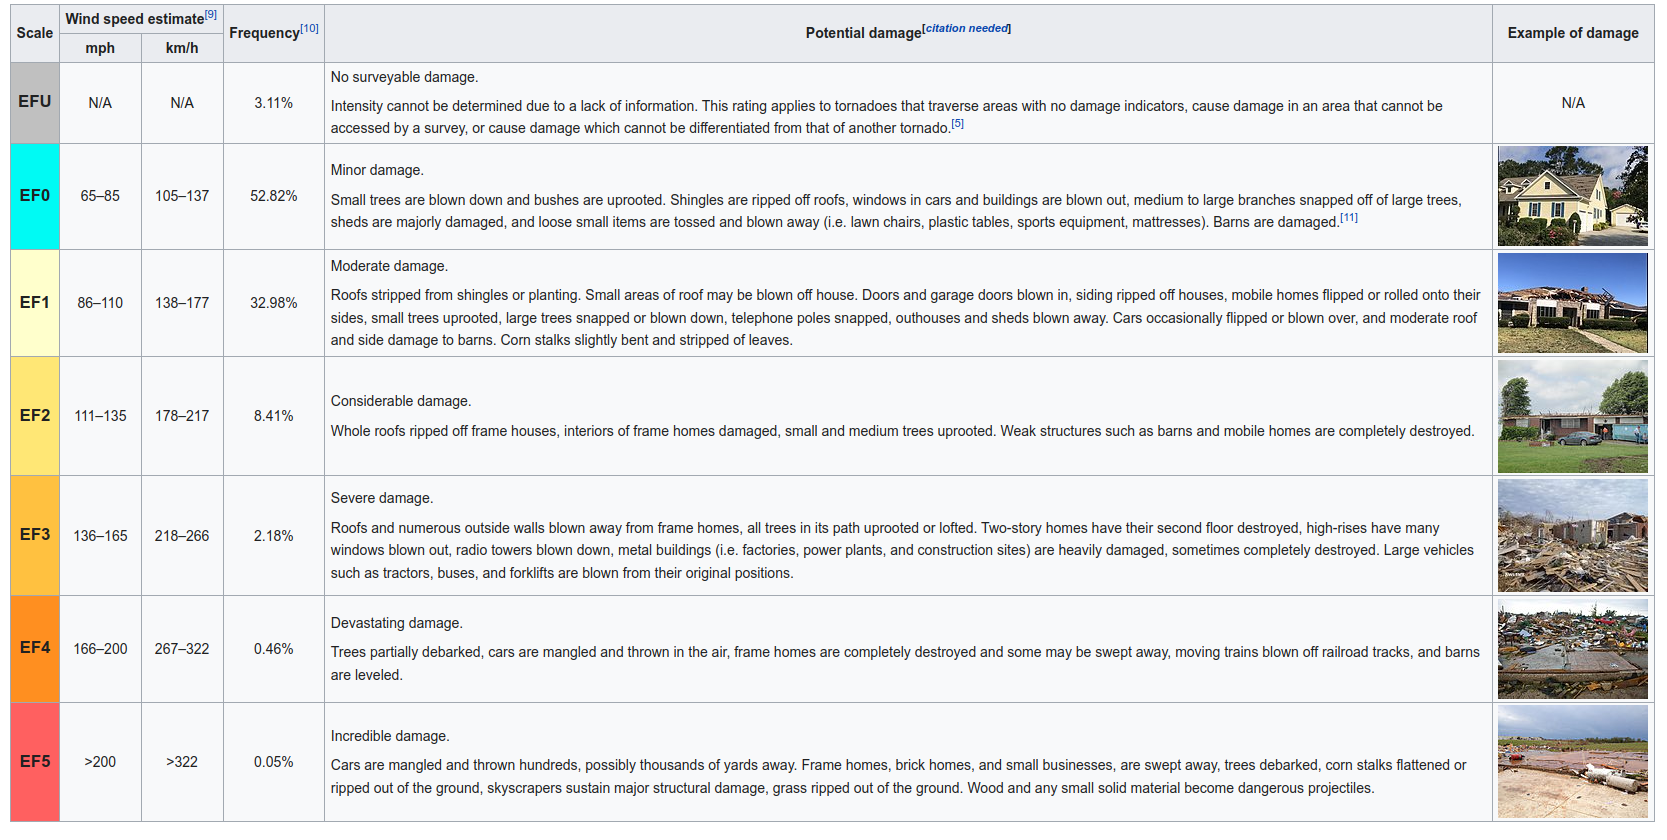 Scale
Wind speed estimate[9]
mph
km/h
Frequency[10]
Potential damage[citation needed]
Example of damage
EFU
N/A
N/A
3.11%
No surveyable damage.
Intensity cannot be determined due to a lack of information. This rating applies to tornadoes that traverse areas with no damage indicators, cause damage in an area that cannot be
accessed by a survey, or cause damage which cannot be differentiated from that of another tornado.[5]
N/A
EF0
65–85
105–137
52.82%
Minor damage.
Small trees are blown down and bushes are uprooted. Shingles are ripped off roofs, windows in cars and buildings are blown out, medium to large branches snapped off of large trees,
sheds are majorly damaged, and loose small items are tossed and blown away (i.e. lawn chairs, plastic tables, sports equipment, mattresses). Barns are damaged.[11]
EF1
86–110
138–177
32.98%
Moderate damage.
Roofs stripped from shingles or planting. Small areas of roof may be blown off house. Doors and garage doors blown in, siding ripped off houses, mobile homes flipped or rolled onto their
sides, small trees uprooted, large trees snapped or blown down, telephone poles snapped, outhouses and sheds blown away. Cars occasionally flipped or blown over, and moderate roof
and side damage to barns. Corn stalks slightly bent and stripped of leaves.
EF2
111–135
178–217
8.41%
Considerable damage.
Whole roofs ripped off frame houses, interiors of frame homes damaged, small and medium trees uprooted. Weak structures such as barns and mobile homes are completely destroyed.
EF3
136–165
218–266
2.18%
Severe damage.
Roofs and numerous outside walls blown away from frame homes, all trees in its path uprooted or lofted. Two-story homes have their second floor destroyed, high-rises have many
windows blown out, radio towers blown down, metal buildings (i.e. factories, power plants, and construction sites) are heavily damaged, sometimes completely destroyed. Large vehicles
such as tractors, buses, and forklifts are blown from their original positions.
EF4
166–200
267–322
0.46%
Devastating damage.
Trees partially debarked, cars are mangled and thrown in the air, frame homes are completely destroyed and some may be swept away, moving trains blown off railroad tracks, and barns
are leveled.
EF5
>200
>322
0.05%
Incredible damage.
Cars are mangled and thrown hundreds, possibly thousands of yards away. Frame homes, brick homes, and small businesses, are swept away, trees debarked, corn stalks flattened or
ripped out of the ground, skyscrapers sustain major structural damage, grass ripped out of the ground. Wood and any small solid material become dangerous projectiles.